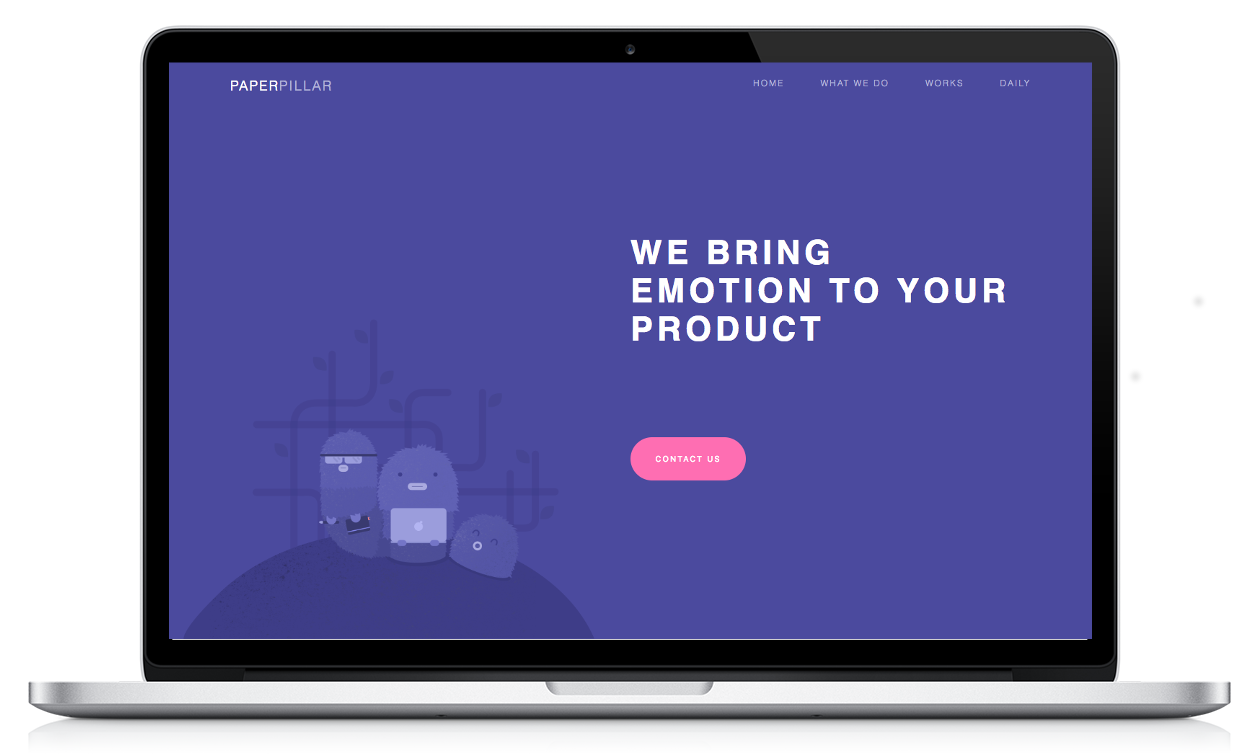 PAPERPILLAR
HOME WHAT WE DO WORKS DAILY
WE BRING
EMOTION TO YOUR
PRODUCT
CONTACT US